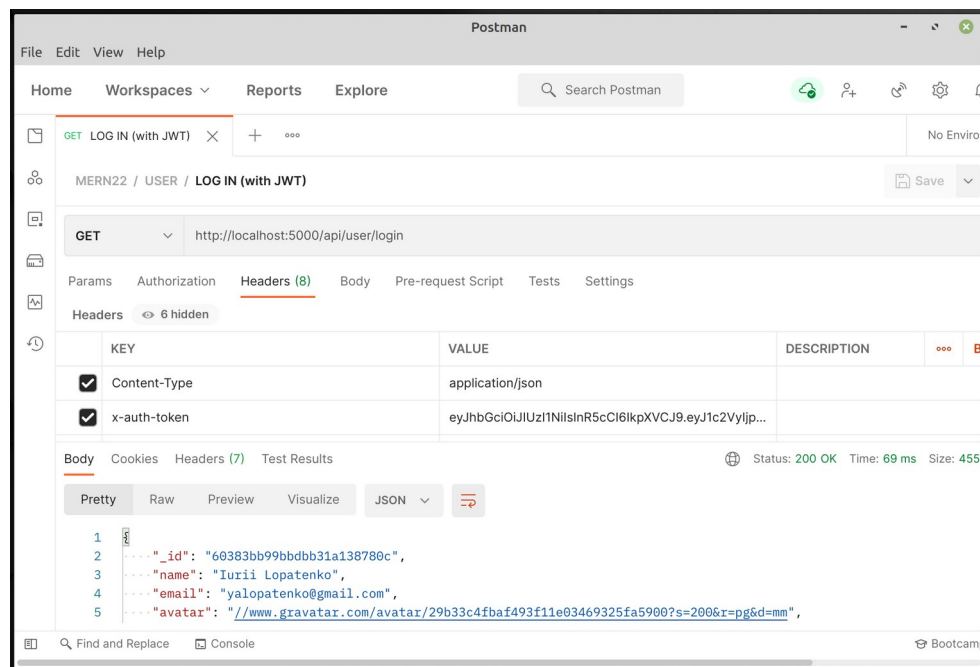 Postman
File Edit View Help
Home Workspaces Reports Explore Search Postman
GET LOG IN (with JWT) No Enviro
MERN22 / USER / LOG IN (with JWT) Save
GET http://localhost:5000/api/user/login
Params Authorization Headers (8) Body Pre-request Script Tests Settings
Headers 6 hidden
KEY VALUE DESCRIPTION B
Content-Type application/json
x-auth-token eyJhbGciOiJIUzI1NiIsInR5cCI6IkpXVCJ9.eyJ1c2VyIjp...
Body Cookies Headers (7) Test Results Status: 200 OK Time: 69 ms Size: 455
Pretty Raw Preview Visualize JSON
1 {
2 "_id": "60383bb99bbdbb31a138780c",
3 "name": "Iurii Lopatenko",
4 "email": "yalopatenko@gmail.com",
5 "avatar": "//www.gravatar.com/avatar/29b33c4fbaf493f11e03469325fa5900?s=200&r=pg&d=mm",
Find and Replace Console Bootcam